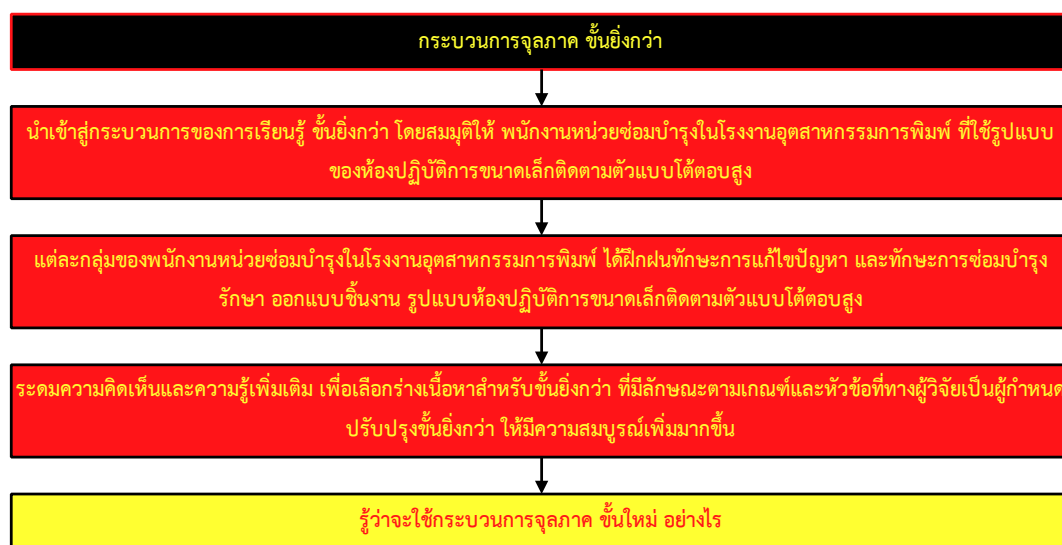 กระบวนการจุลภาค ขั้นยิ่งกว่า
นำเข้าสู่กระบวนการของการเรียนรู้ ขั้นยิ่งกว่า โดยสมมุติให้ พนักงานหน่วยซ่อมบำรุงในโรงงานอุตสาหกรรมการพิมพ์ ที่ใช้รูปแบบ
ของห้องปฏิบัติการขนาดเล็กติดตามตัวแบบโต้ตอบสูง
แต่ละกลุ่มของพนักงานหน่วยซ่อมบำรุงในโรงงานอุตสาหกรรมการพิมพ์ ได้ฝึกฝนทักษะการแก้ไขปัญหา และทักษะการซ่อมบำรุง
รักษา ออกแบบชิ้นงาน รูปแบบห้องปฏิบัติการขนาดเล็กติดตามตัวแบบโต้ตอบสูง
ระดมความคิดเห็นและความรู้เพิ่มเติม เพื่อเลือกร่างเนื้อหาสำหรับขั้นยิ่งกว่า ที่มีลักษณะตามเกณฑ์และหัวข้อที่ทางผู้วิจัยเป็นผู้กำหนด
ปรับปรุงขั้นยิ่งกว่า ให้มีความสมบูรณ์เพิ่มมากขึ้น
รู้ว่าจะใช้กระบวนการจุลภาค ขั้นใหม่ อย่างไร